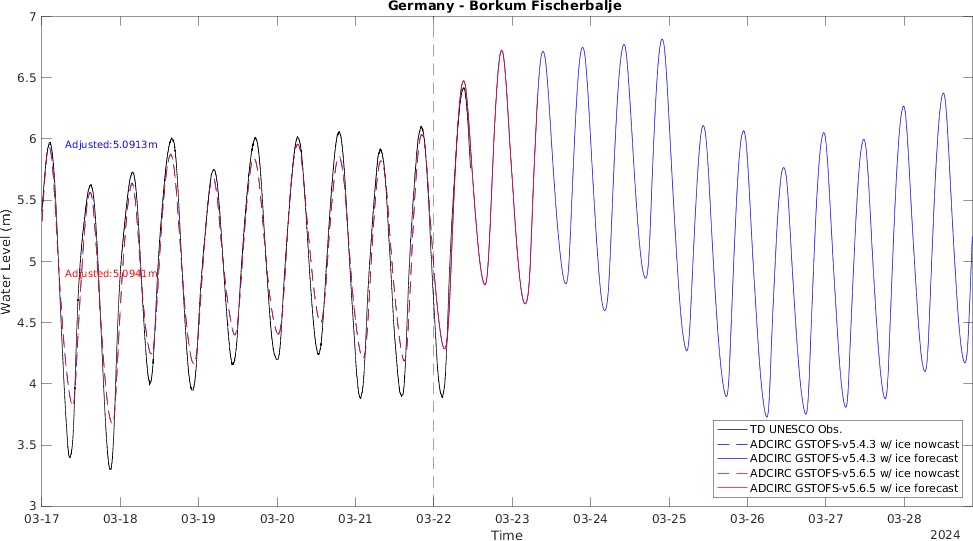 Germany - Borkum Fischerbalje
7
6.5
6
5.5
5
4.5
4
3.5
3
Water Level (m)
Adjusted:5.0913m
Adjusted:5.0941m
TD UNESCO Obs.
ADCIRC GSTOFS-v5.4.3 w/ ice nowcast
ADCIRC GSTOFS-v5.4.3 w/ ice forecast
ADCIRC GSTOFS-v5.6.5 w/ ice nowcast
ADCIRC GSTOFS-v5.6.5 w/ ice forecast
03-17 03-18 03-19 03-20 03-21 03-22 03-23 03-24 03-25 03-26 03-27 03-28
Time
2024